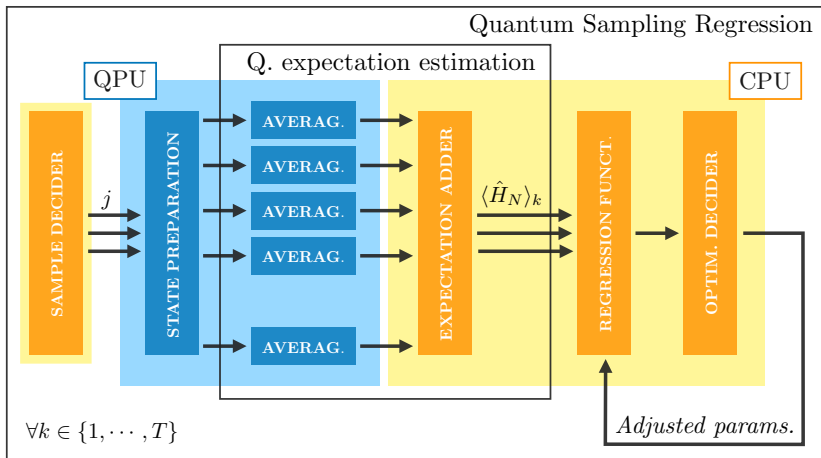 Quantum Sampling Regression
Q. expectation estimation
QPU
CPU
SAMPLE DECIDER
j
STATE PREPARATION
AVERAG.
AVERAG.
AVERAG.
AVERAG.
AVERAG.
EXPECTATION ADDER
⟨Ĥ_N⟩_k
REGRESSION FUNCT.
OPTIM. DECIDER
Adjusted params.
∀k ∈ {1, ⋯ , T}